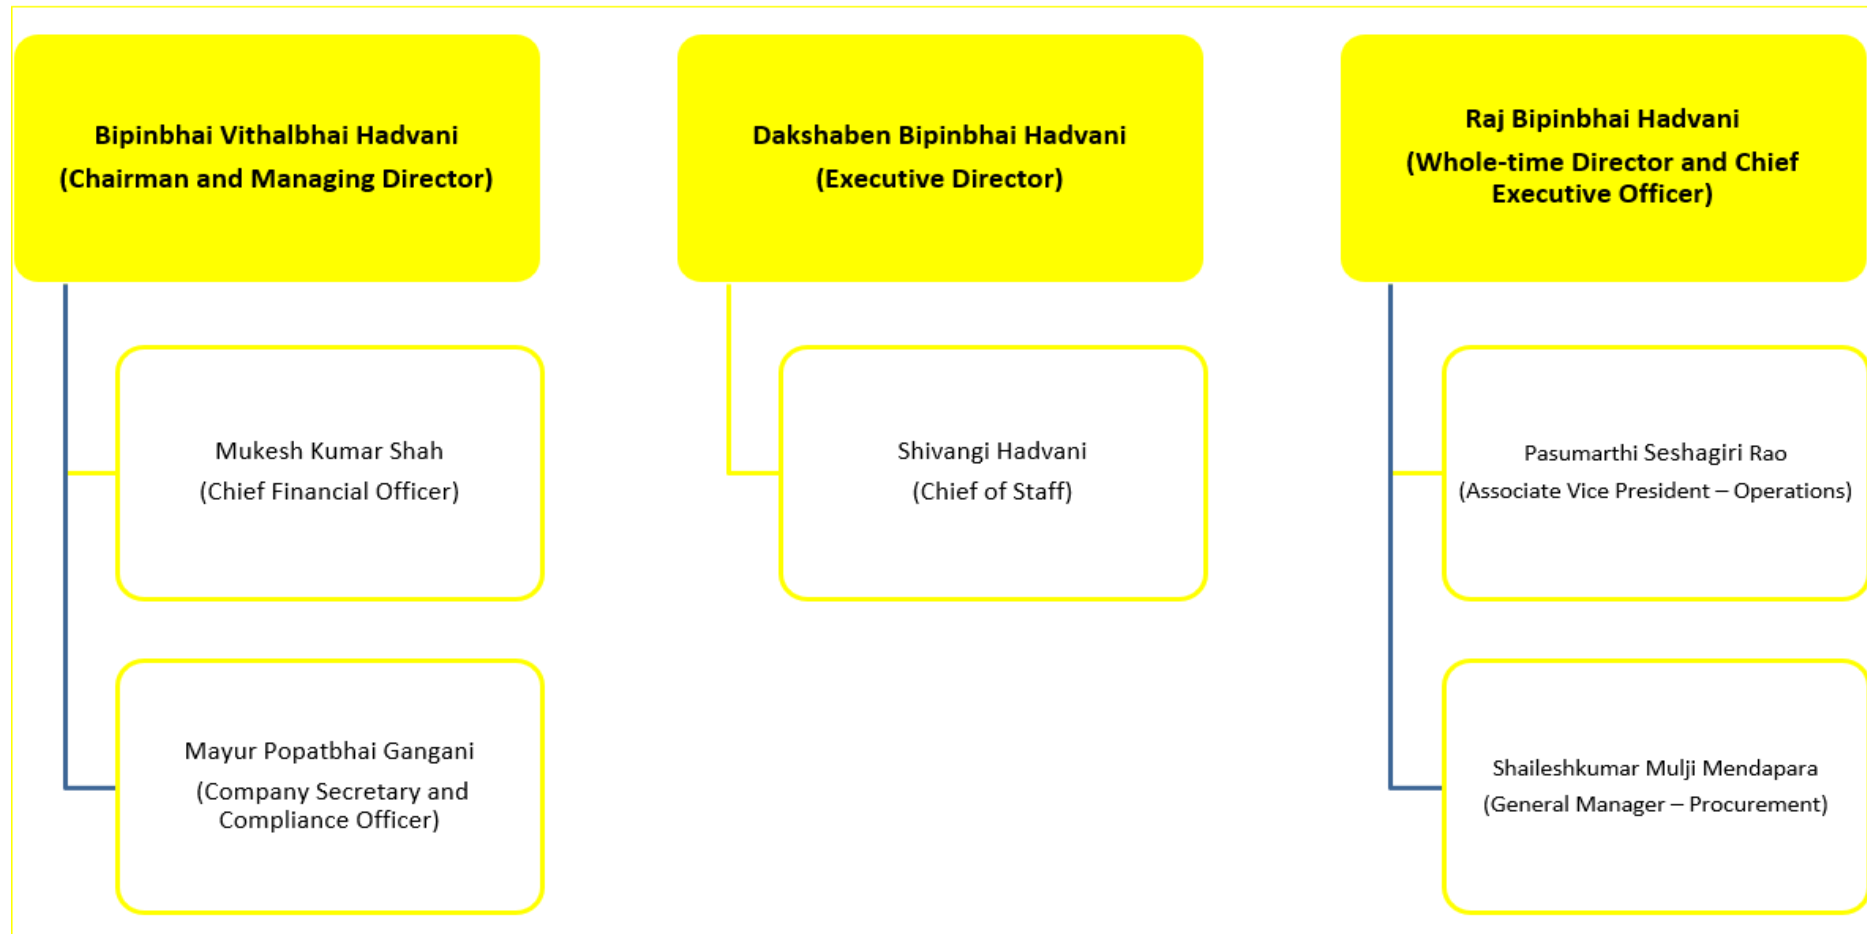 Bipinbhai Vithalbhai Hadvani
(Chairman and Managing Director)
Mukesh Kumar Shah
(Chief Financial Officer)
Mayur Popatbhai Gangani
(Company Secretary and
Compliance Officer)
Dakshaben Bipinbhai Hadvani
(Executive Director)
Shivangi Hadvani
(Chief of Staff)
Raj Bipinbhai Hadvani
(Whole-time Director and Chief
Executive Officer)
Pasumarthi Seshagiri Rao
(Associate Vice President – Operations)
Shaileshkumar Mulji Mendapara
(General Manager – Procurement)